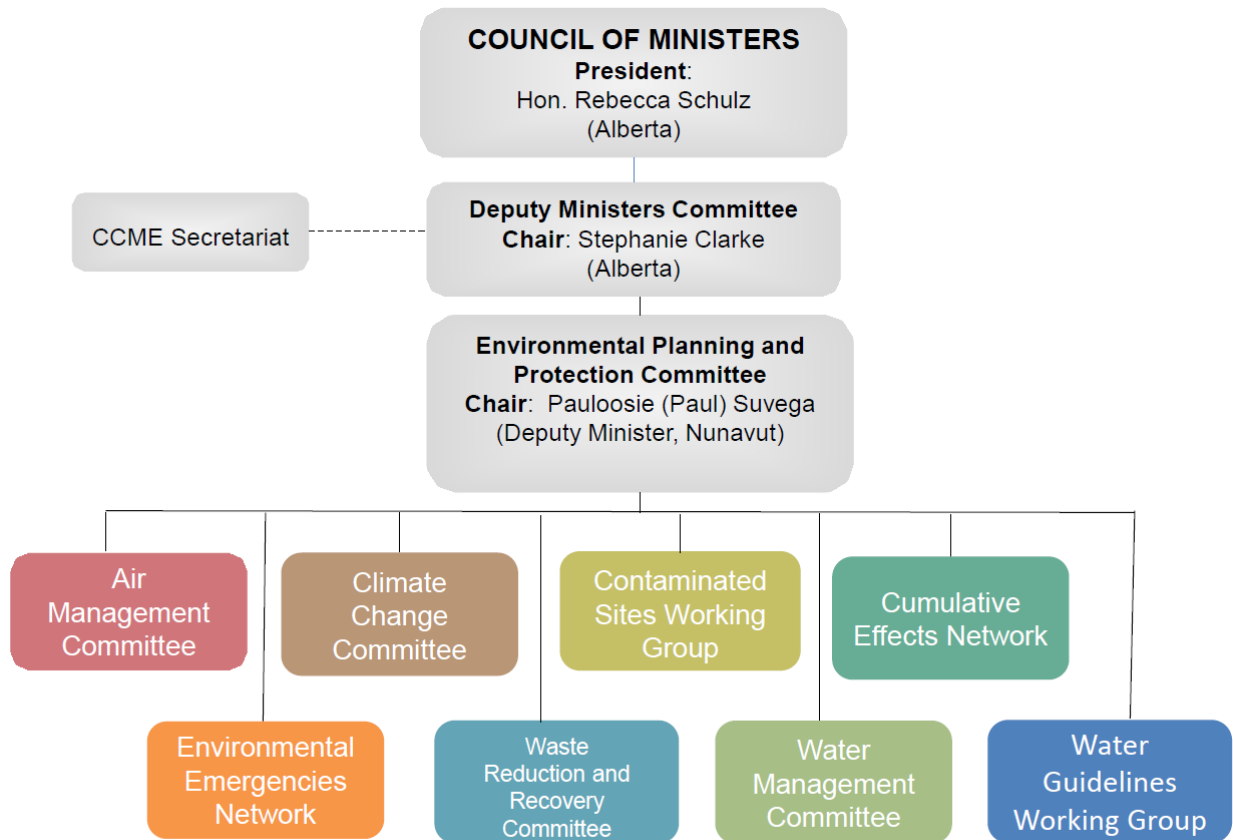 COUNCIL OF MINISTERS
President:
Hon. Rebecca Schulz
(Alberta)
CCME Secretariat
Deputy Ministers Committee
Chair: Stephanie Clarke
(Alberta)
Environmental Planning and
Protection Committee
Chair: Pauloosie (Paul) Suvega
(Deputy Minister, Nunavut)
Air
Management
Committee
Climate
Change
Committee
Contaminated
Sites Working
Group
Cumulative
Effects Network
Environmental
Emergencies
Network
Waste
Reduction and
Recovery
Committee
Water
Management
Committee
Water
Guidelines
Working Group